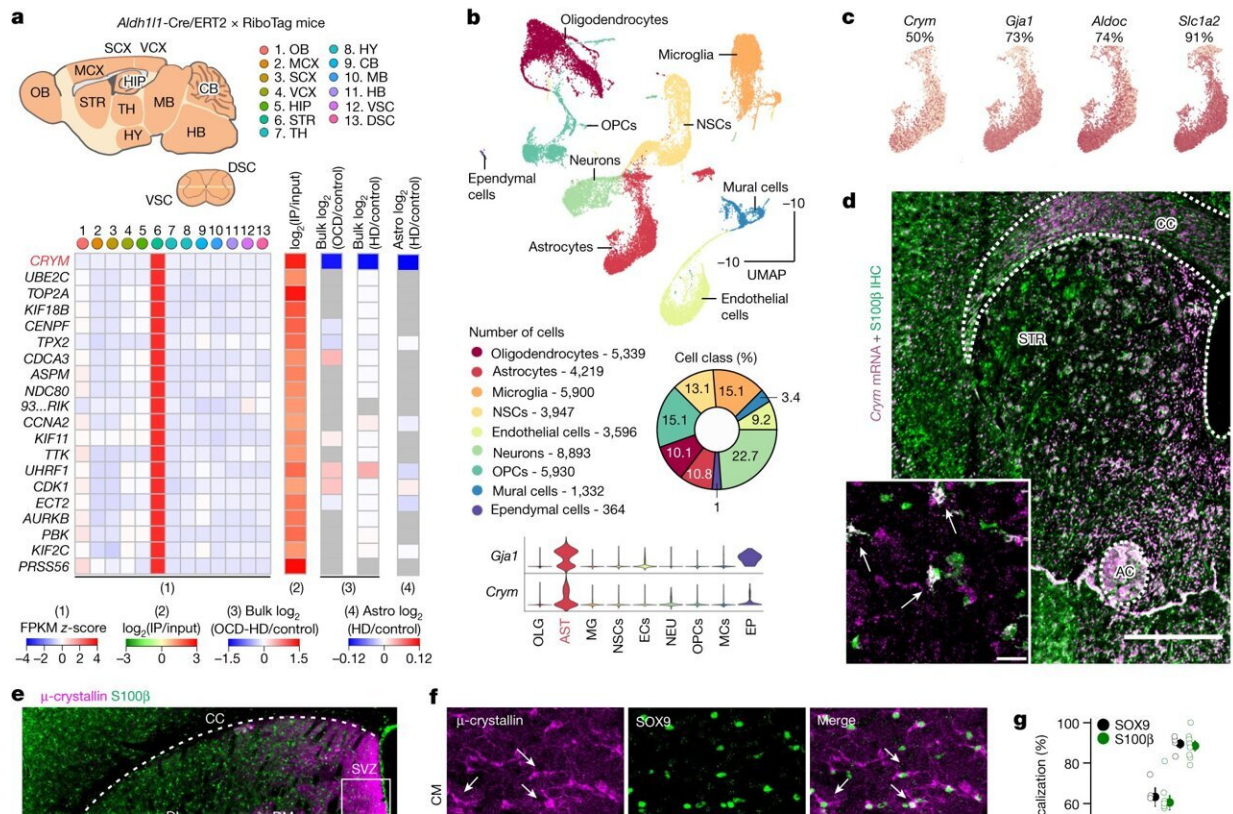 a
Aldh1l1-Cre/ERT2 × RiboTag mice
SCX VCX
MCX
OB
HIP
STR
TH
MB
CB
HY
HB
DSC
VSC
1. OB
2. MCX
3. SCX
4. VCX
5. HIP
6. STR
7. TH
8. HY
9. CB
10. MB
11. HB
12. VSC
13. DSC
1 2 3 4 5 6 7 8 9 10 11 12 13
log2(IP/input)
Bulk log2 (OCD/control)
Bulk log2 (HD/control)
Astro log2 (HD/control)
CRYM
UBE2C
TOP2A
KIF18B
CENPF
TPX2
CDCA3
ASPM
NDC80
93...RIK
CCNA2
KIF11
TTK
UHRF1
CDK1
ECT2
AURKB
PBK
KIF2C
PRSS56
(1) (2) (3) (4)
(1)
FPKM z-score
−4 −2 0 2 4
(2)
log2(IP/input)
−3 0 3
(3) Bulk log2
(OCD-HD/control)
−1.5 0 1.5
(4) Astro log2
(HD/control)
−0.12 0 0.12
b
Oligodendrocytes
Microglia
OPCs
NSCs
Neurons
Ependymal
cells
Mural cells
−10
Astrocytes
−10
UMAP
Endothelial
cells
Number of cells
Oligodendrocytes - 5,339
Astrocytes - 4,219
Microglia - 5,900
NSCs - 3,947
Endothelial cells - 3,596
Neurons - 8,893
OPCs - 5,930
Mural cells - 1,332
Ependymal cells - 364
Cell class (%)
13.1
15.1
3.4
9.2
22.7
1
10.8
10.1
15.1
Gja1
Crym
OLG
AST
MG
NSCs
ECs
NEU
OPCs
MCs
EP
c
Crym
50%
Gja1
73%
Aldoc
74%
Slc1a2
91%
d
Crym mRNA + S100β IHC
CC
STR
AC
e
μ-crystallin S100β
CC
SVZ
f
μ-crystallin
SOX9
Merge
CM
g
SOX9
S100β
100
80
60